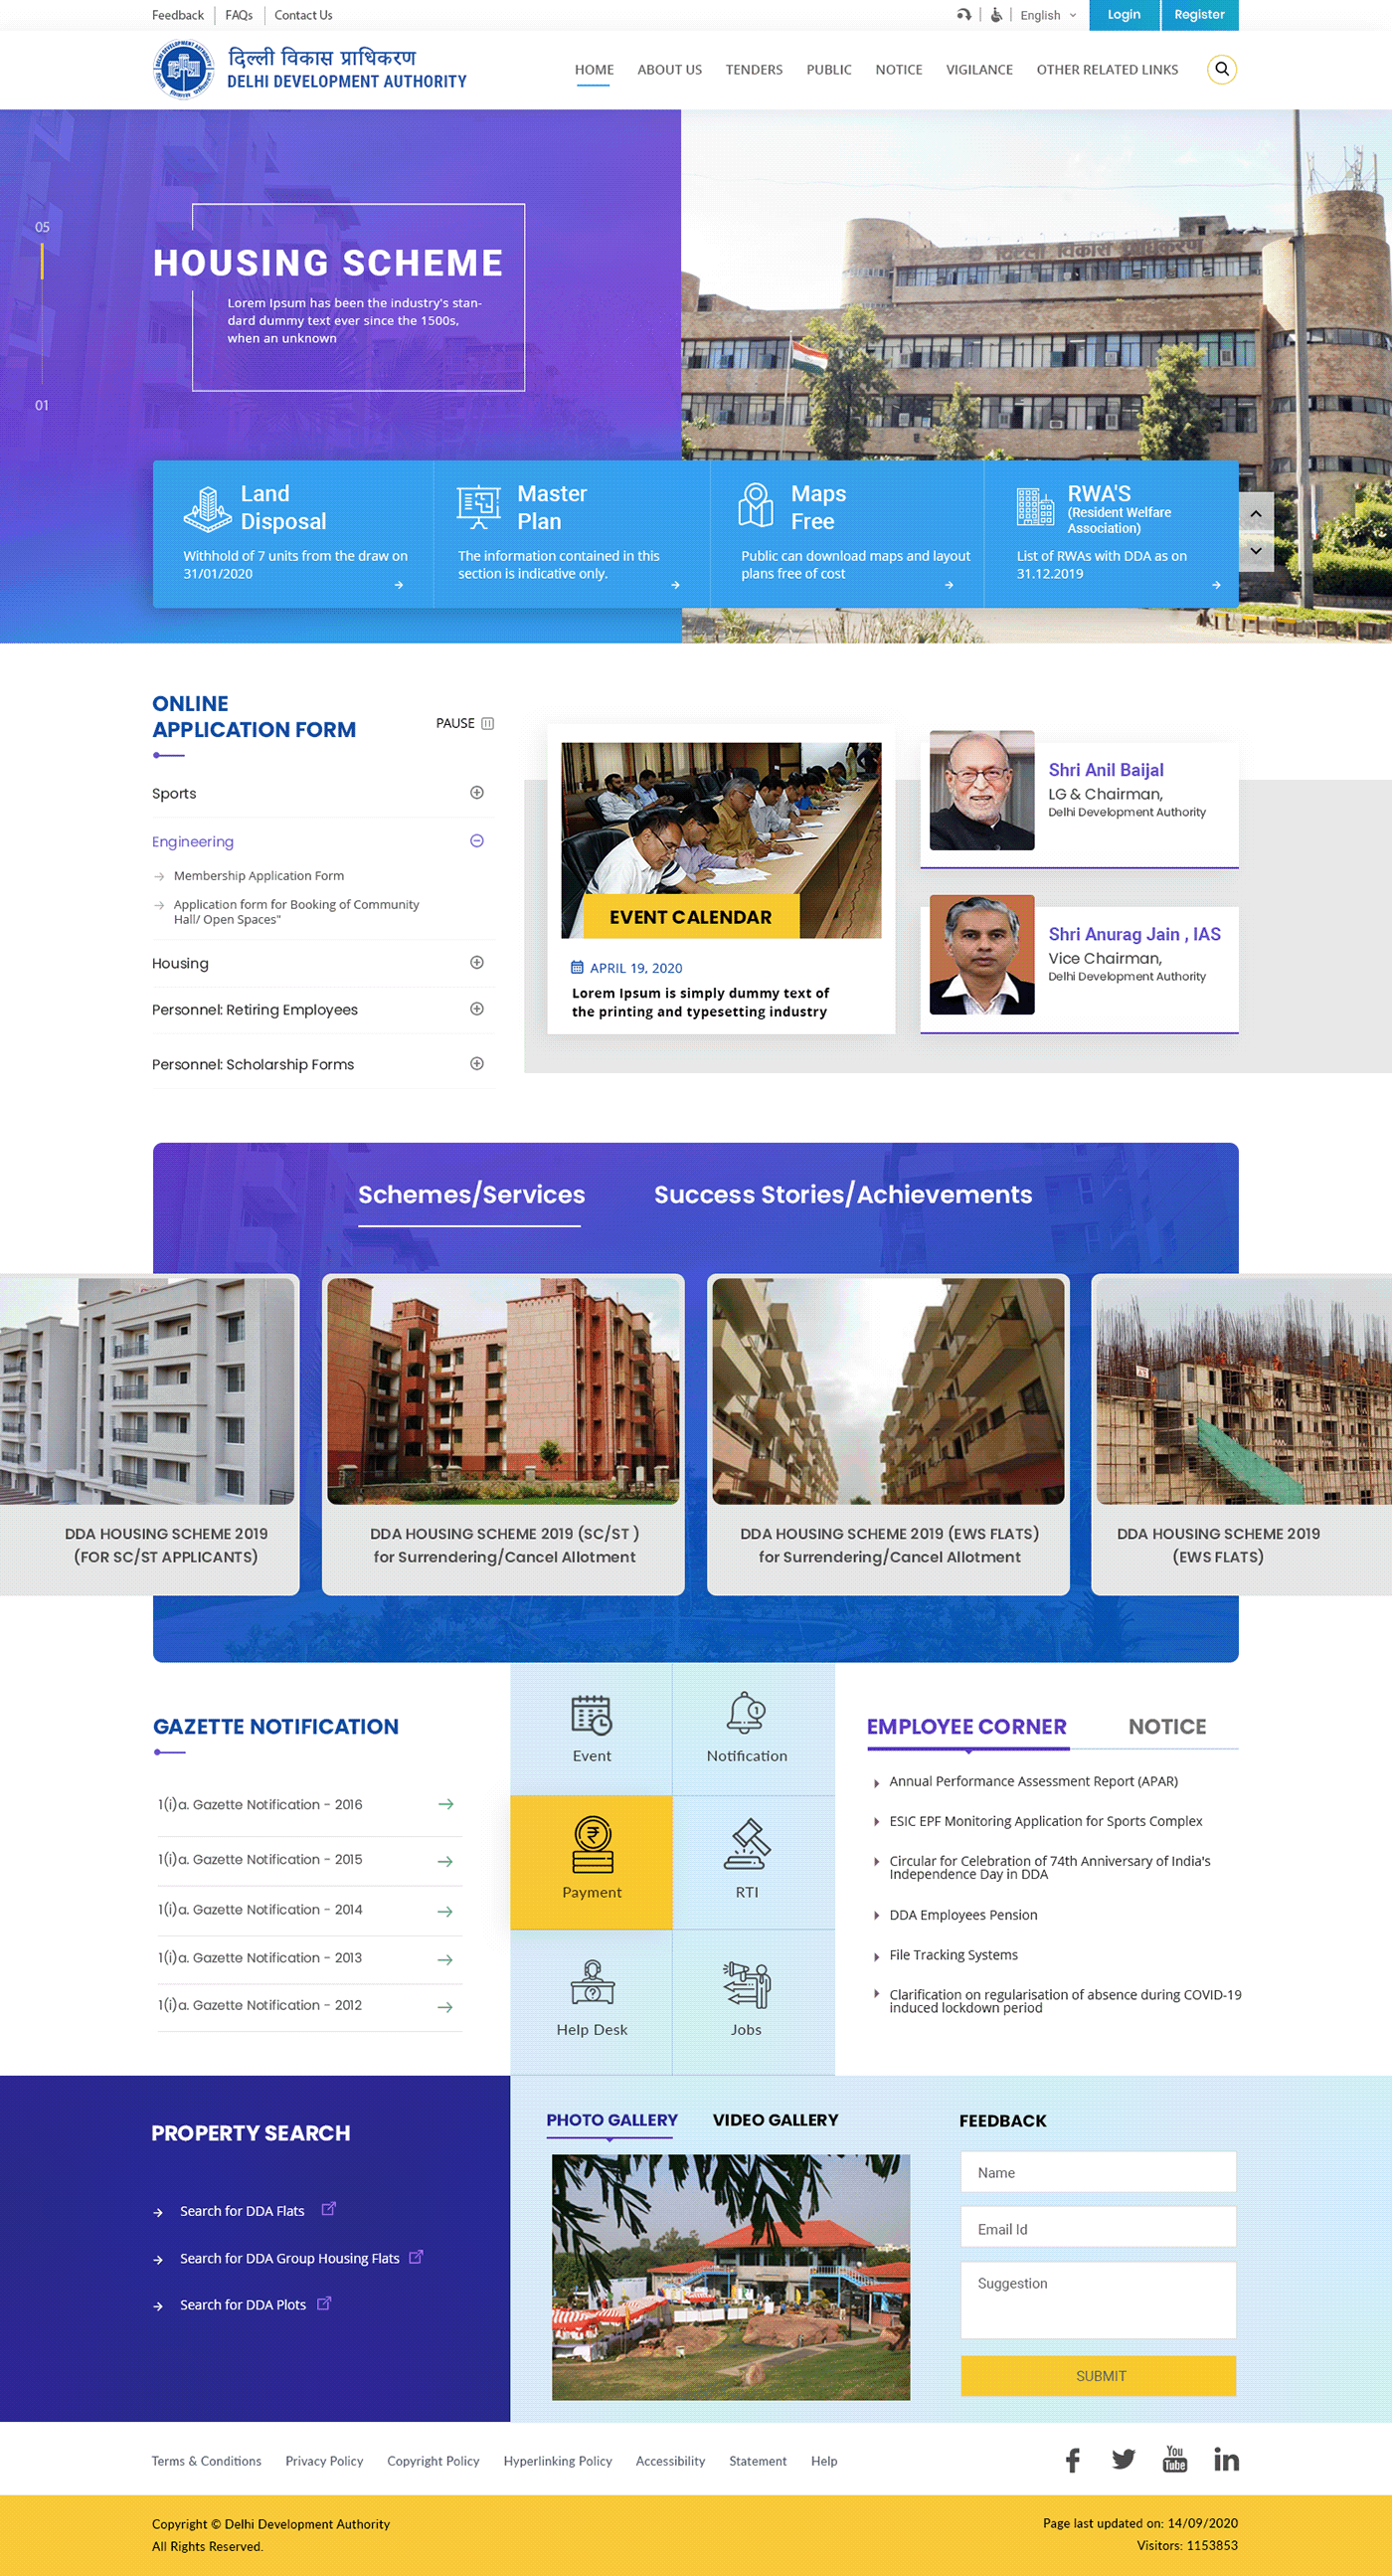 Feedback
FAQs
Contact Us
English
Login
Register
दिल्ली विकास प्राधिकरण
DELHI DEVELOPMENT AUTHORITY
HOME
ABOUT US
TENDERS
PUBLIC
NOTICE
VIGILANCE
OTHER RELATED LINKS
05
01
HOUSING SCHEME
Lorem Ipsum has been the industry's stan-
dard dummy text ever since the 1500s,
when an unknown
दिल्ली विकास प्राधिकरण
Land
Disposal
Withhold of 7 units from the draw on
31/01/2020
Master
Plan
The information contained in this
section is indicative only.
Maps
Free
Public can download maps and layout
plans free of cost
RWA'S
(Resident Welfare
Association)
List of RWAs with DDA as on
31.12.2019
ONLINE
APPLICATION FORM
PAUSE
Sports
Engineering
Membership Application Form
Application form for Booking of Community
Hall/ Open Spaces"
Housing
Personnel: Retiring Employees
Personnel: Scholarship Forms
EVENT CALENDAR
APRIL 19, 2020
Lorem Ipsum is simply dummy text of
the printing and typesetting industry
Shri Anil Baijal
LG & Chairman,
Delhi Development Authority
Shri Anurag Jain , IAS
Vice Chairman,
Delhi Development Authority
Schemes/Services
Success Stories/Achievements
DDA HOUSING SCHEME 2019
(FOR SC/ST APPLICANTS)
DDA HOUSING SCHEME 2019 (SC/ST )
for Surrendering/Cancel Allotment
DDA HOUSING SCHEME 2019 (EWS FLATS)
for Surrendering/Cancel Allotment
DDA HOUSING SCHEME 2019
(EWS FLATS)
GAZETTE NOTIFICATION
1(i)a. Gazette Notification - 2016
1(i)a. Gazette Notification - 2015
1(i)a. Gazette Notification - 2014
1(i)a. Gazette Notification - 2013
1(i)a. Gazette Notification - 2012
Event
1
Notification
₹
Payment
RTI
?
Help Desk
Jobs
EMPLOYEE CORNER
NOTICE
Annual Performance Assessment Report (APAR)
ESIC EPF Monitoring Application for Sports Complex
Circular for Celebration of 74th Anniversary of India's
Independence Day in DDA
DDA Employees Pension
File Tracking Systems
Clarification on regularisation of absence during COVID-19
induced lockdown period
PROPERTY SEARCH
Search for DDA Flats
Search for DDA Group Housing Flats
Search for DDA Plots
PHOTO GALLERY
VIDEO GALLERY
FEEDBACK
Name
Email Id
Suggestion
SUBMIT
Terms & Conditions
Privacy Policy
Copyright Policy
Hyperlinking Policy
Accessibility
Statement
Help
You
Tube
Copyright © Delhi Development Authority
All Rights Reserved.
Page last updated on: 14/09/2020
Visitors: 1153853